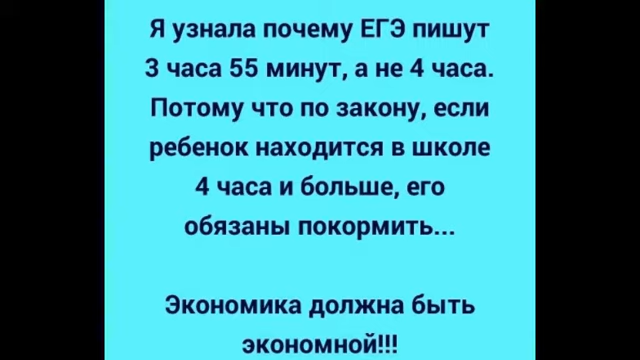 Я узнала почему ЕГЭ пишут
3 часа 55 минут, а не 4 часа.
Потому что по закону, если
ребенок находится в школе
4 часа и больше, его
обязаны покормить...
Экономика должна быть
экономной!!!